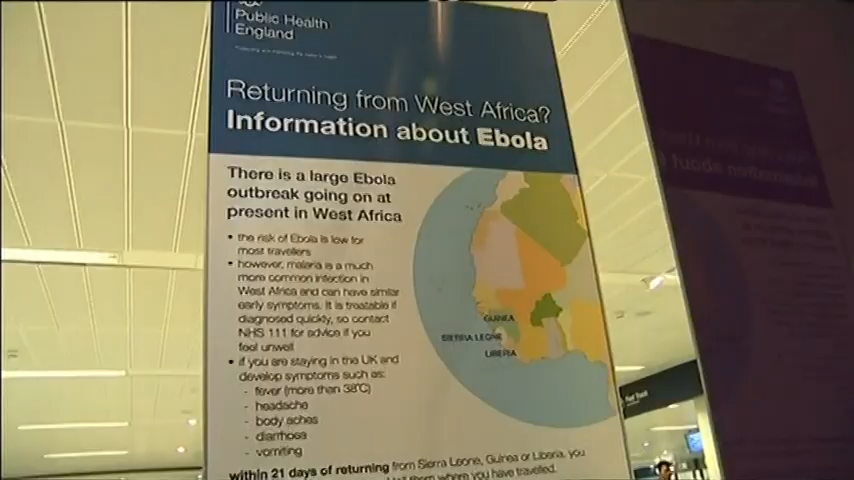 Public Health
England
Returning from West Africa?
Information about Ebola
There is a large Ebola
outbreak going on at
present in West Africa
• the risk of Ebola is low for
most travellers
• however, malaria is a much
more common infection in
West Africa and can have similar
early symptoms. It is treatable if
diagnosed quickly, so contact
NHS 111 for advice if you
feel unwell
• if you are staying in the UK and
develop symptoms such as:
- fever (more than 38°C)
- headache
- body aches
- diarrhoea
- vomiting
within 21 days of returning from Sierra Leone, Guinea or Liberia, you
them where you have travelled.
GUINEA
SIERRA LEONE
LIBERIA